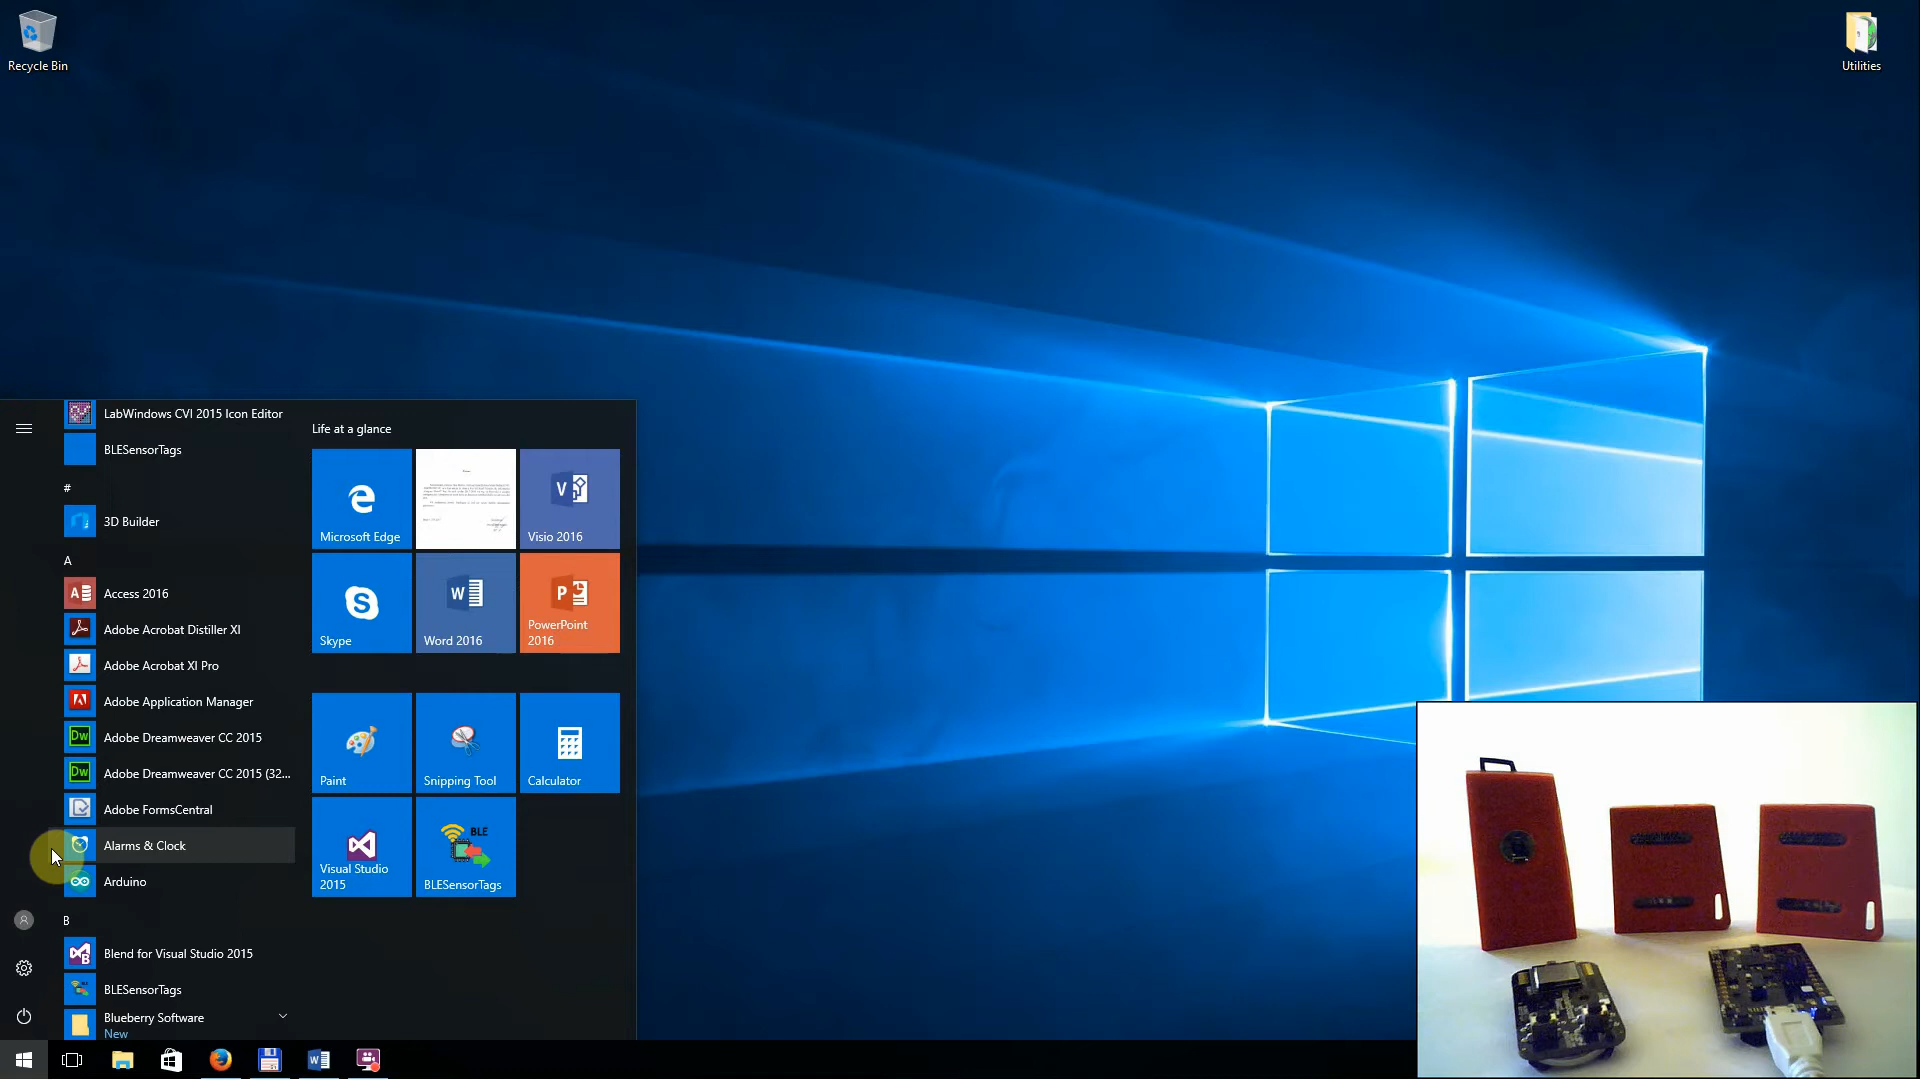 Recycle Bin
Utilities
LabWindows CVI 2015 Icon Editor
BLESensorTags
#
3D Builder
A
Access 2016
Adobe Acrobat Distiller XI
Adobe Acrobat XI Pro
Adobe Application Manager
Adobe Dreamweaver CC 2015
Adobe Dreamweaver CC 2015 (32...
Adobe FormsCentral
Alarms & Clock
Arduino
B
Blend for Visual Studio 2015
BLESensorTags
Blueberry Software
New
Life at a glance
Microsoft Edge
Visio 2016
Skype
Word 2016
PowerPoint
2016
Paint
Snipping Tool
Calculator
Visual Studio
2015
BLE
BLESensorTags